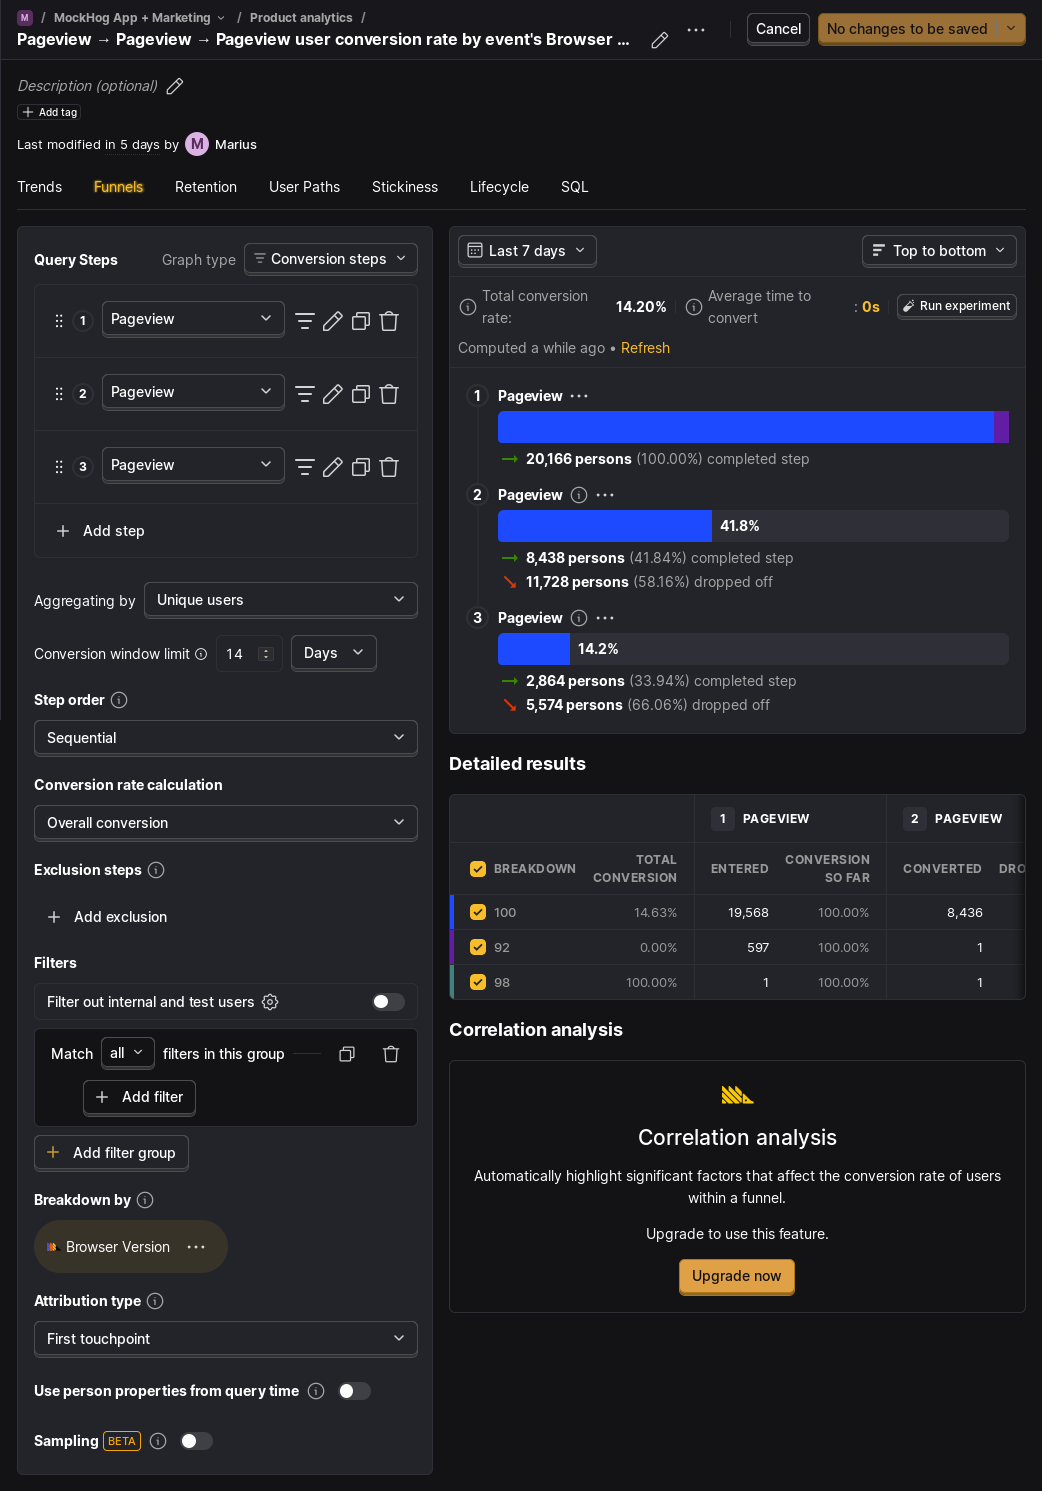 M / MockHog App + Marketing / Product analytics /
Pageview → Pageview → Pageview user conversion rate by event's Browser ...
Cancel
No changes to be saved
Description (optional)
Add tag
Last modified in 5 days by M Marius
Trends Funnels Retention User Paths Stickiness Lifecycle SQL
Query Steps Graph type Conversion steps
1 Pageview
2 Pageview
3 Pageview
Add step
Aggregating by Unique users
Conversion window limit 14 Days
Step order
Sequential
Conversion rate calculation
Overall conversion
Exclusion steps
Add exclusion
Filters
Filter out internal and test users
Match all filters in this group
Add filter
Add filter group
Breakdown by
Browser Version
Attribution type
First touchpoint
Use person properties from query time
Sampling BETA
Last 7 days Top to bottom
Total conversion rate: 14.20% Average time to convert : 0s Run experiment
Computed a while ago • Refresh
1 Pageview
20,166 persons (100.00%) completed step
2 Pageview
41.8%
8,438 persons (41.84%) completed step
11,728 persons (58.16%) dropped off
3 Pageview
14.2%
2,864 persons (33.94%) completed step
5,574 persons (66.06%) dropped off
Detailed results
1 PAGEVIEW 2 PAGEVIEW
BREAKDOWN TOTAL CONVERSION ENTERED CONVERSION SO FAR CONVERTED DRO
100 14.63% 19,568 100.00% 8,436
92 0.00% 597 100.00% 1
98 100.00% 1 100.00% 1
Correlation analysis
Correlation analysis
Automatically highlight significant factors that affect the conversion rate of users
within a funnel.
Upgrade to use this feature.
Upgrade now